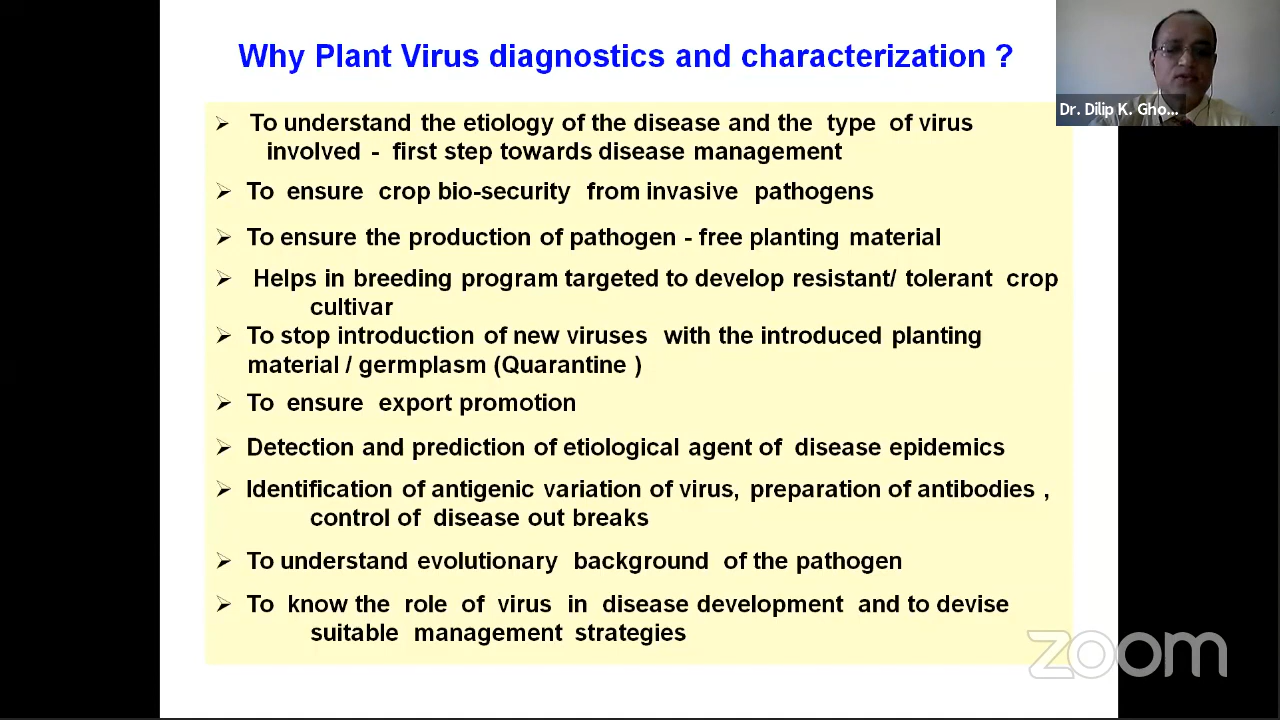 Why Plant Virus diagnostics and characterization ?
Dr. Dilip K. Gho...
➢ To understand the etiology of the disease and the type of virus
involved - first step towards disease management
➢ To ensure crop bio-security from invasive pathogens
➢ To ensure the production of pathogen - free planting material
➢ Helps in breeding program targeted to develop resistant/ tolerant crop
cultivar
➢ To stop introduction of new viruses with the introduced planting
material / germplasm (Quarantine )
➢ To ensure export promotion
➢ Detection and prediction of etiological agent of disease epidemics
➢ Identification of antigenic variation of virus, preparation of antibodies ,
control of disease out breaks
➢ To understand evolutionary background of the pathogen
➢ To know the role of virus in disease development and to devise
suitable management strategies
zoom